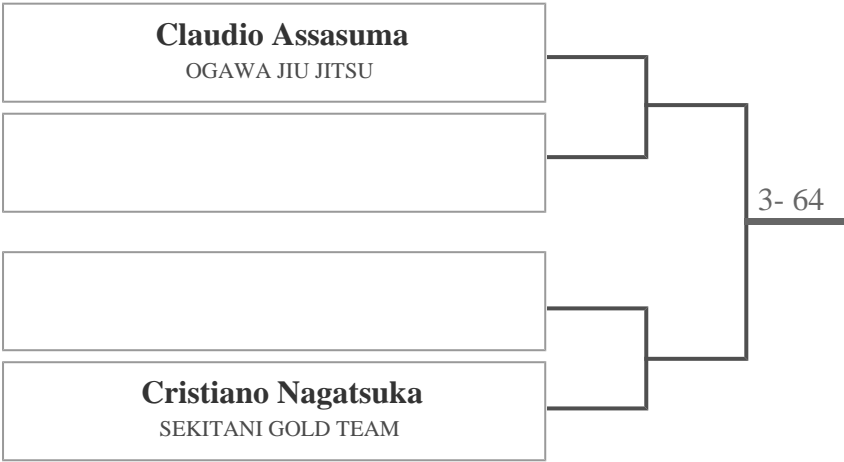 Claudio Assasuma
OGAWA JIU JITSU
3- 64
Cristiano Nagatsuka
SEKITANI GOLD TEAM